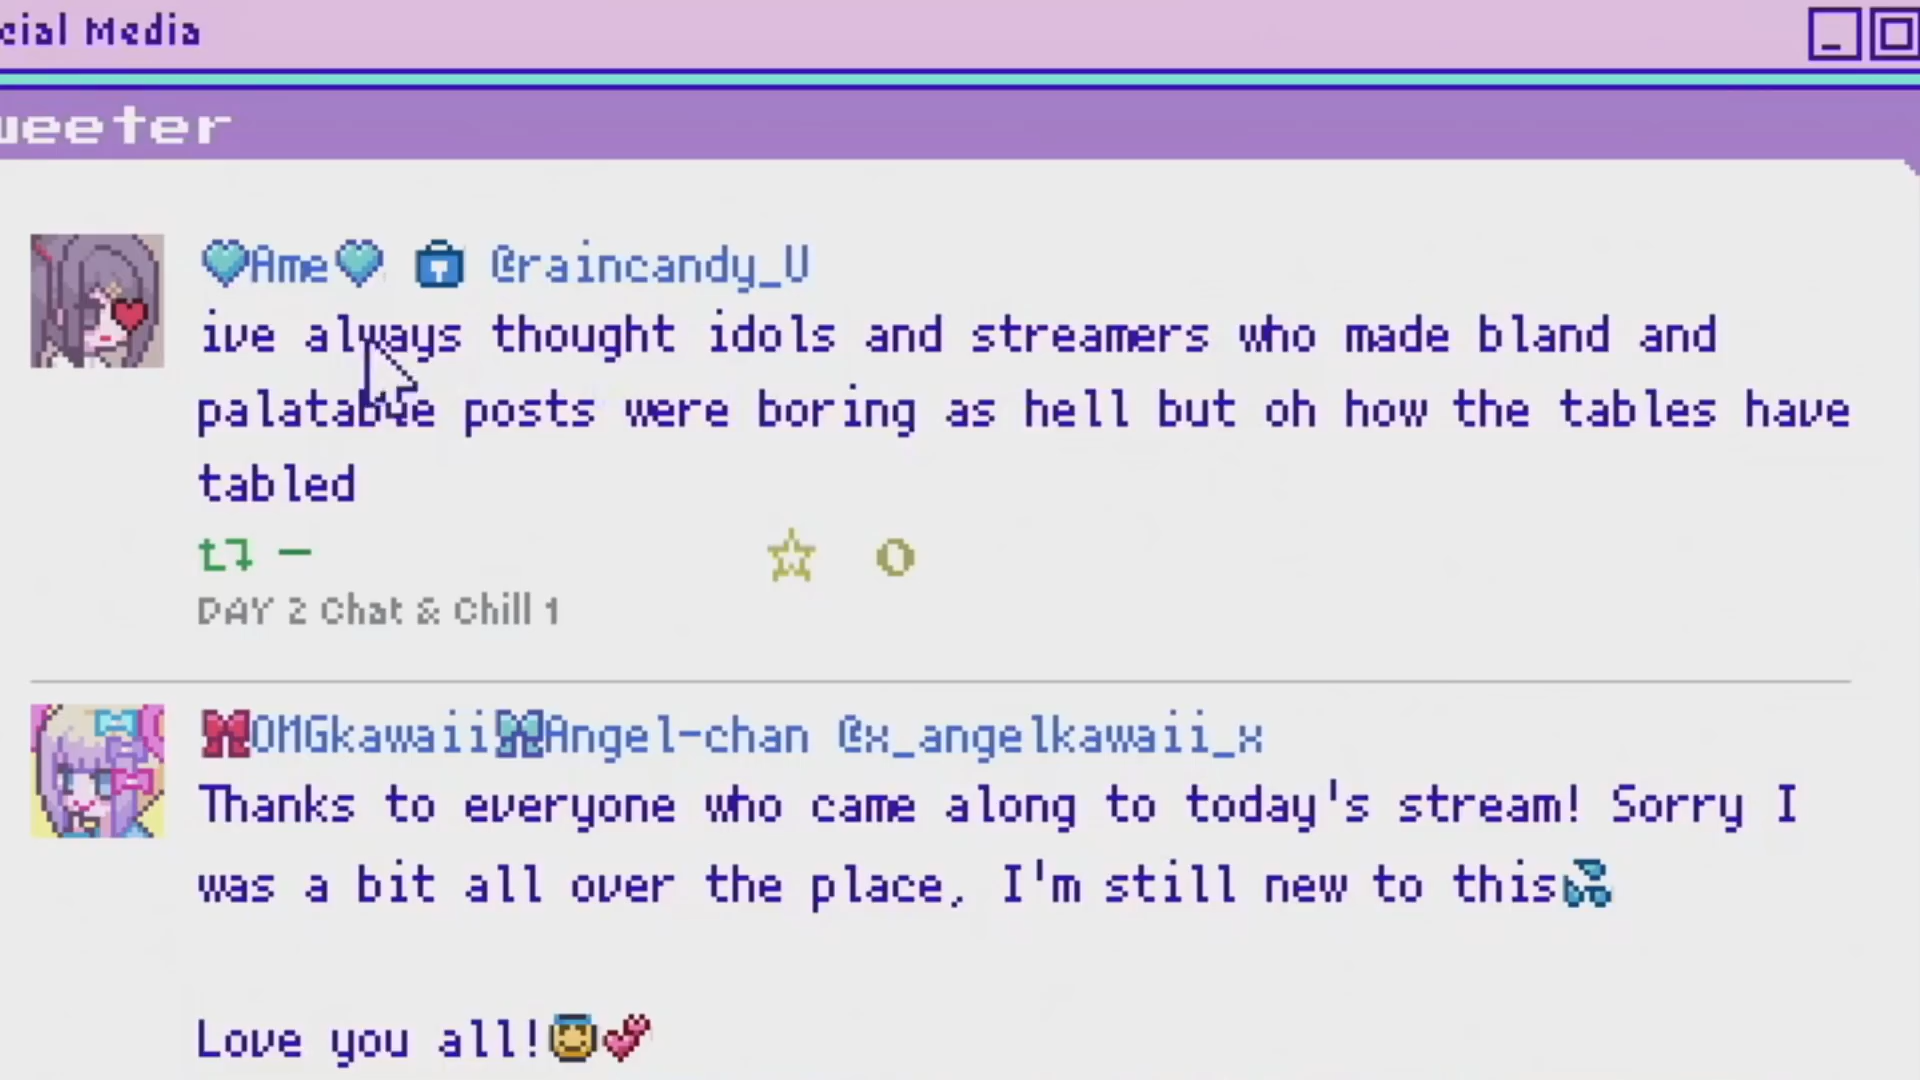 cial Media
weeter
Ame @raincandy_U
ive always thought idols and streamers who made bland and
palatable posts were boring as hell but oh how the tables have
tabled
0
DAY 2 Chat & Chill 1
OMGkawaii Angel-chan @x_angelkawaii_x
Thanks to everyone who came along to today's stream! Sorry I
was a bit all over the place, I'm still new to this
Love you all!